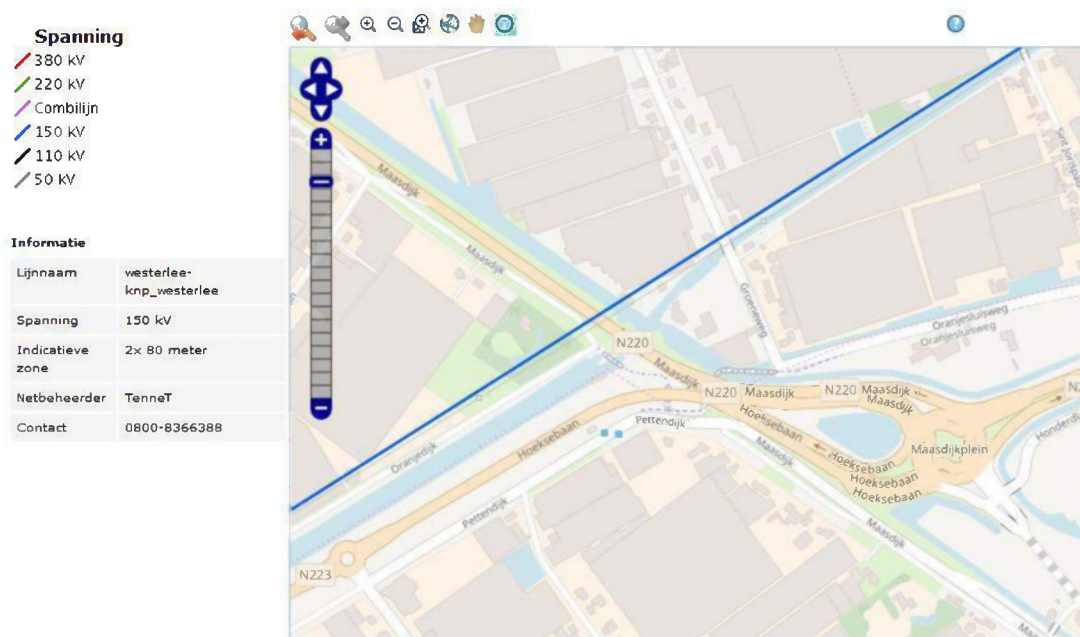 Spanning
380 kV
220 kV
Combilijn
150 kV
110 kV
50 kV
Informatie
Lijnnaam westerlee-
knp_westerlee
Spanning 150 kV
Indicatieve 2x 80 meter
zone
Netbeheerder TenneT
Contact 0800-8366388
?
Maasdijk
Maasdijk
Groeneweg
Oranjesluisweg
Oranjesluisweg
N220
Maasdijk
N220 Maasdijk
N220 Maasdijk
Maasdijk
Hoeksebaan
Pettendijk
Maasdijk
Maasdijkplein
Hoeksebaan
Hoeksebaan
Hoeksebaan
Hoeksebaan
Oranjedijk
Pettendijk
Maasdijk
N223